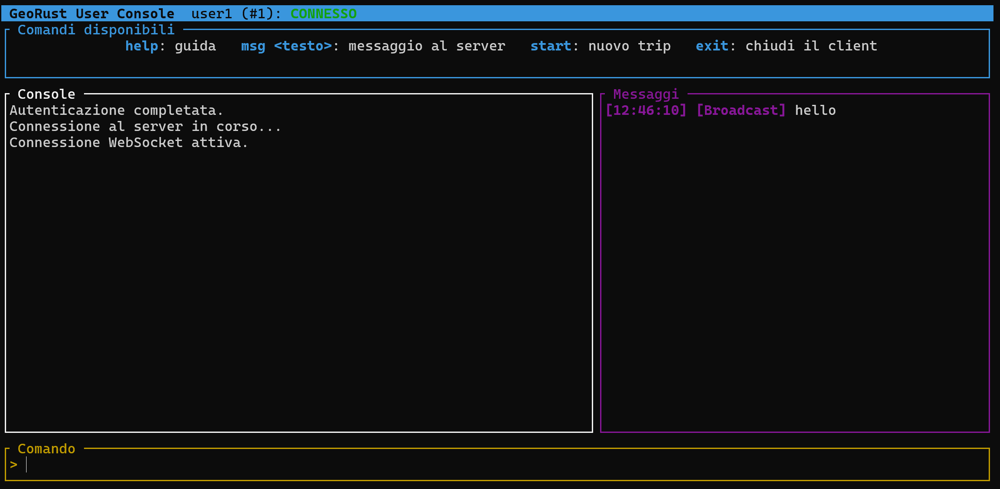 GeoRust User Console user1 (#1): CONNESSO
Comandi disponibili
help: guida msg <testo>: messaggio al server start: nuovo trip exit: chiudi il client
Console
Autenticazione completata.
Connessione al server in corso...
Connessione WebSocket attiva.
Messaggi
[12:46:10] [Broadcast] hello
Comando
>